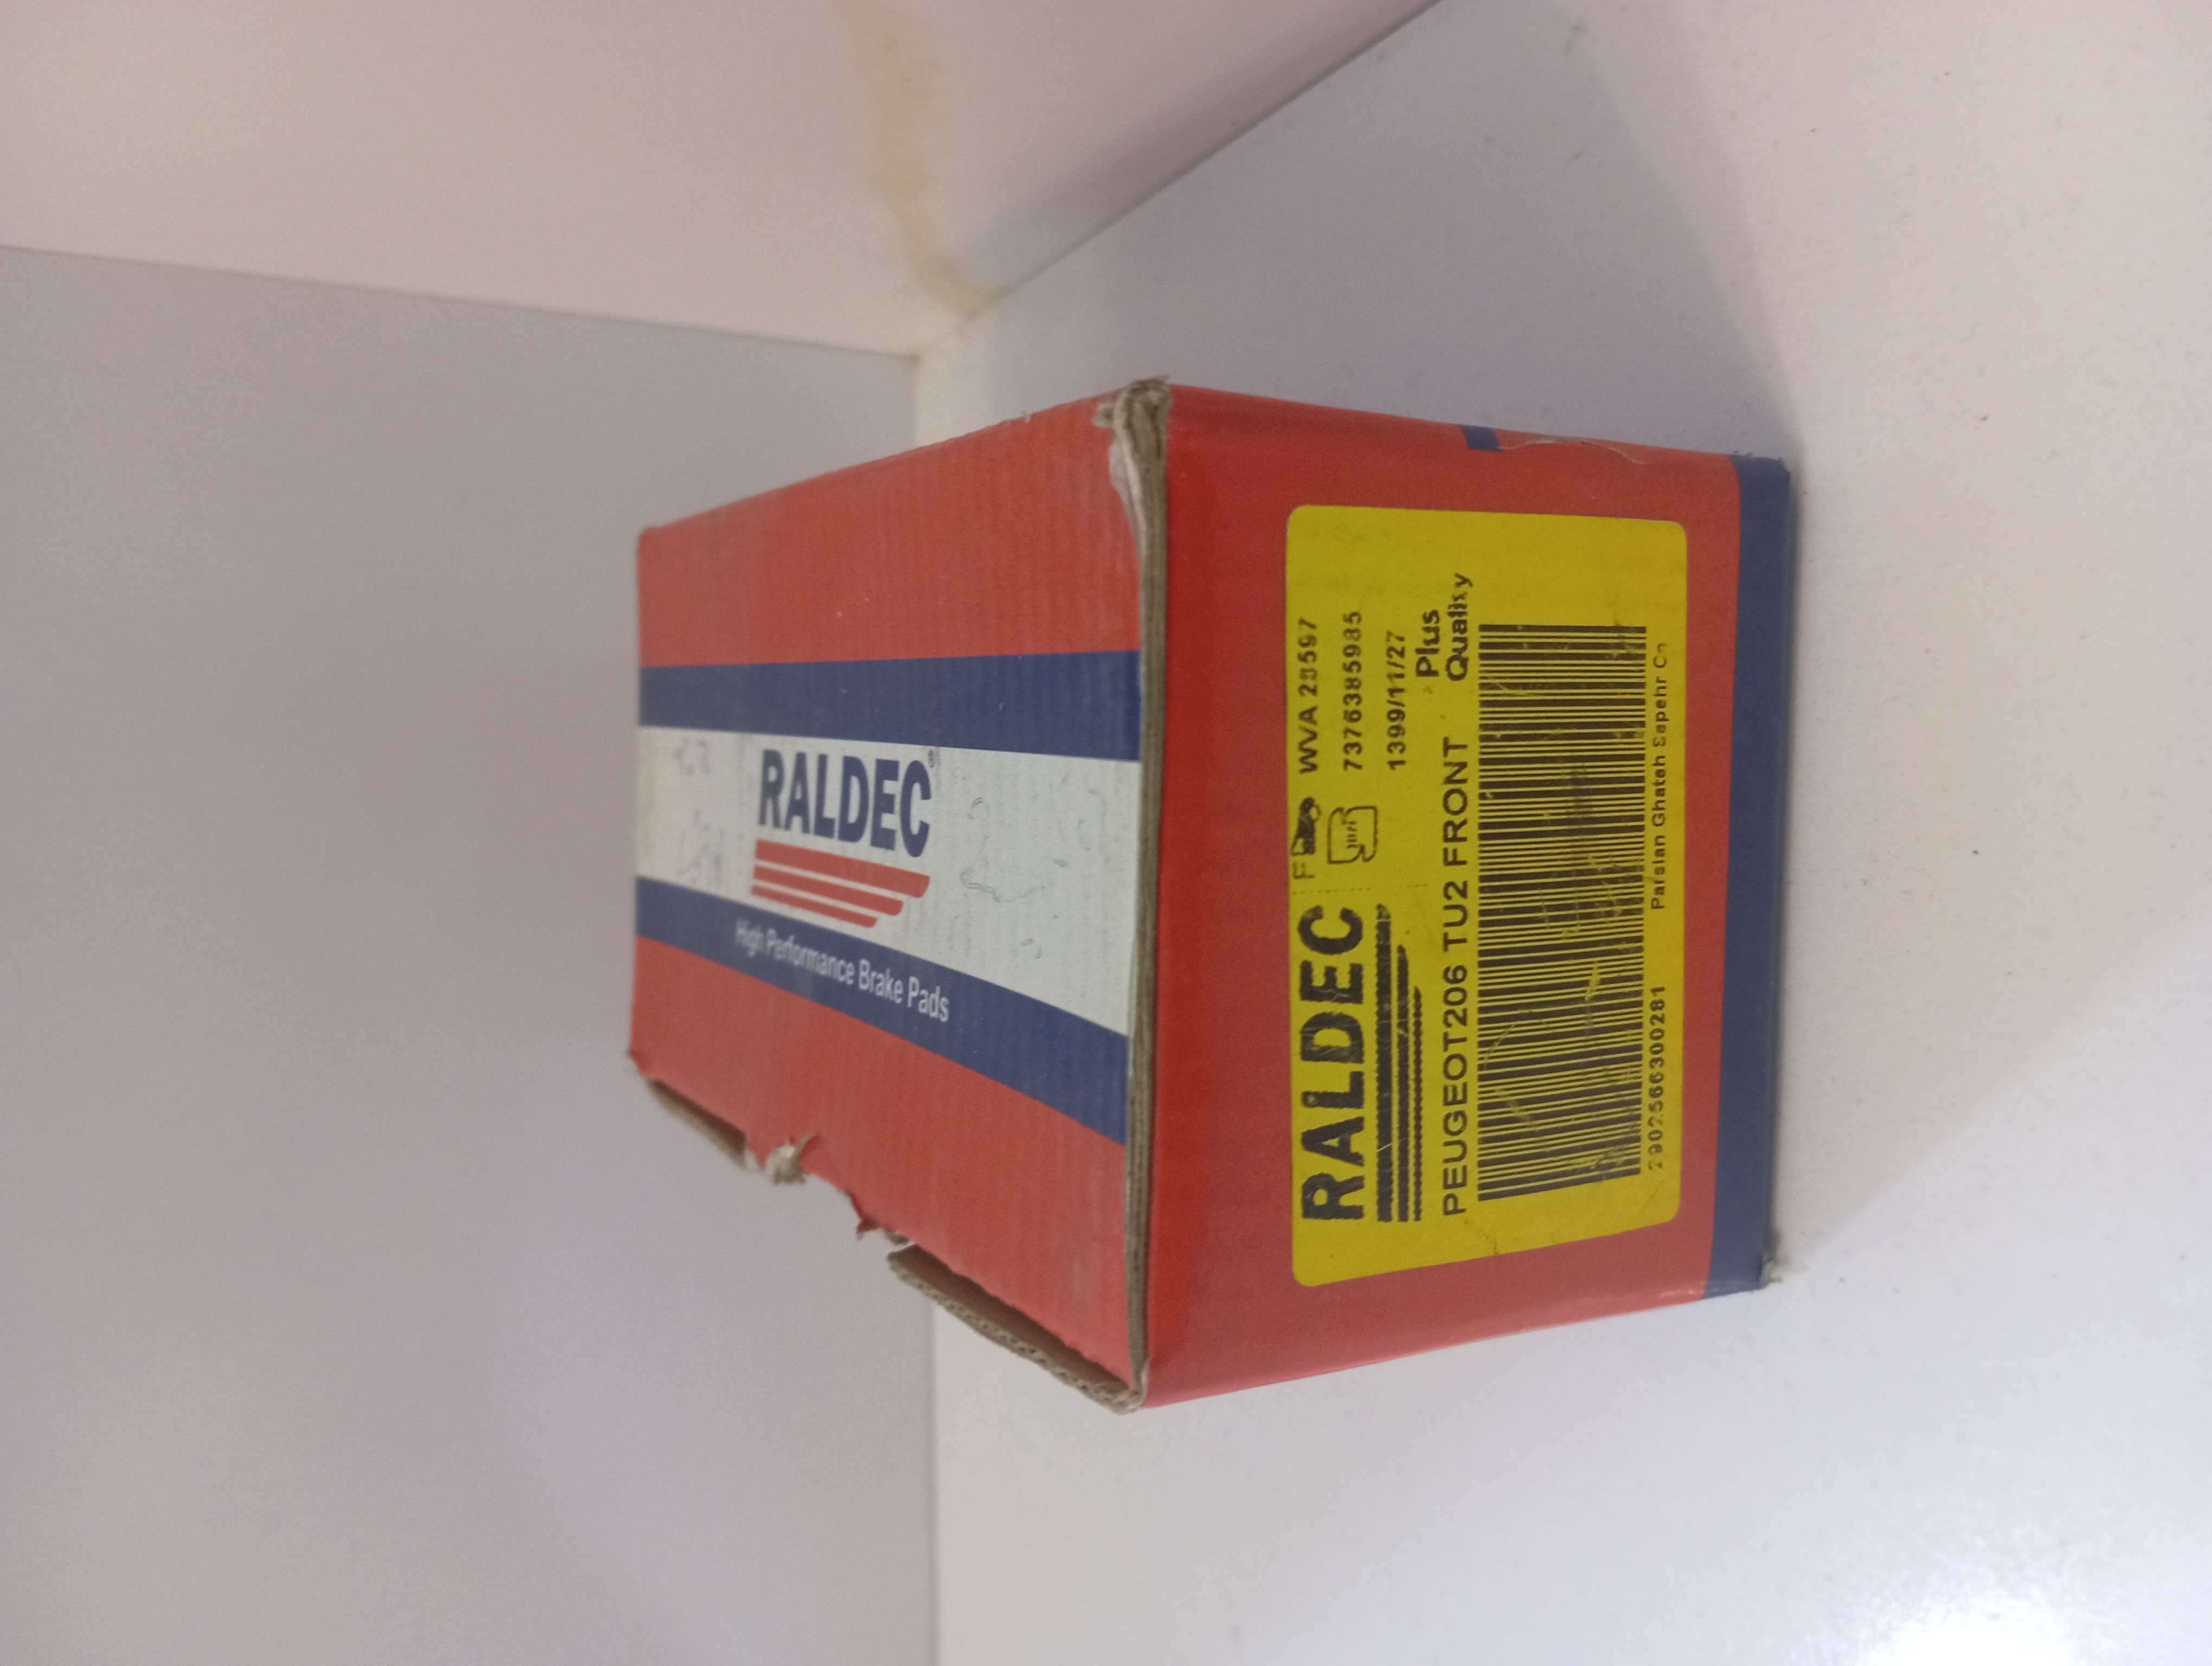 RALDEC
High Performance Brake Pads
RALDEC
F
WVA 23597
7376385985
1399/11/27
PEUGEOT206 TU2 FRONT
Plus
Quality
2902566300281
Parsian Ghateh Sapehr Co